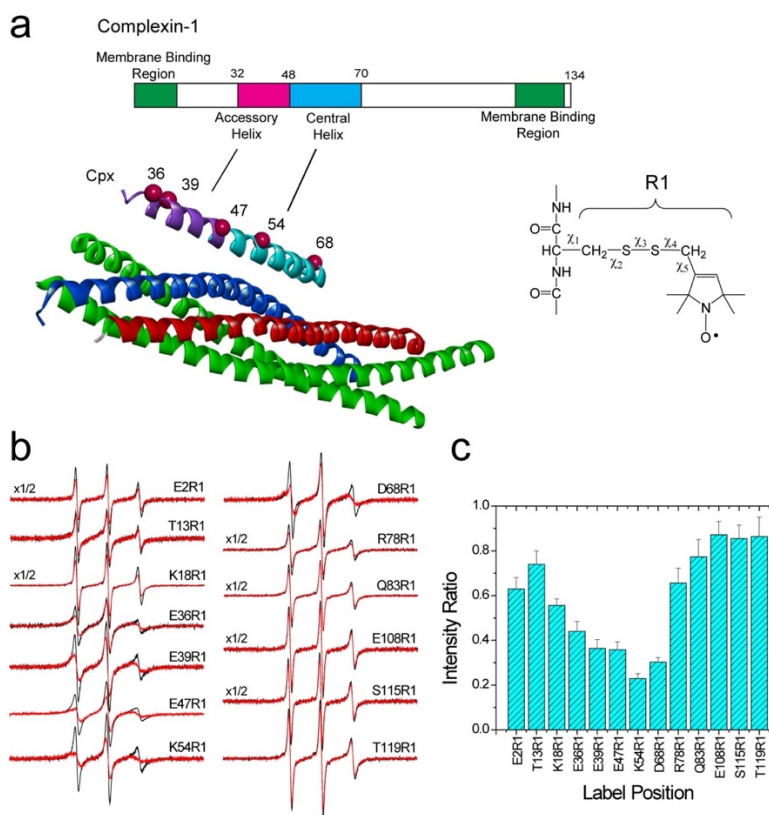 a
Complexin-1
Membrane Binding
Region
32
48
70
134
Accessory
Helix
Central
Helix
Membrane Binding
Region
Cpx
36
39
47
54
68
R1
NH
O=C
CH-CH₂-S-S-CH₂
NH
O=C
χ₁
χ₂
χ₃
χ₄
χ₅
N
O•
b
x1/2
E2R1
T13R1
x1/2
K18R1
E36R1
E39R1
E47R1
K54R1
D68R1
x1/2
R78R1
x1/2
Q83R1
x1/2
E108R1
x1/2
S115R1
T119R1
c
Intensity Ratio
1.0
0.8
0.6
0.4
0.2
0.0
E2R1
T13R1
K18R1
E36R1
E39R1
E47R1
K54R1
D68R1
R78R1
Q83R1
E108R1
S115R1
T119R1
Label Position